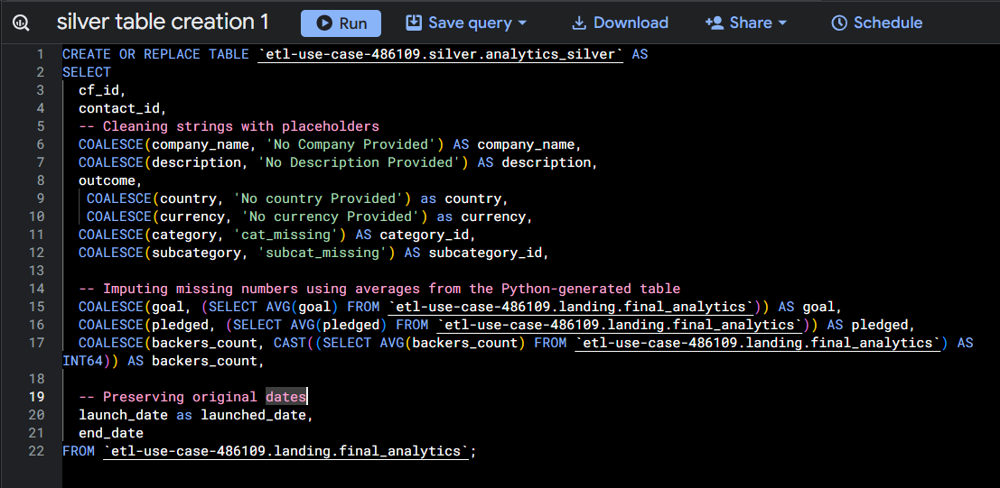 silver table creation 1 Run Save query Download Share Schedule
1 CREATE OR REPLACE TABLE `etl-use-case-486109.silver.analytics_silver` AS
2 SELECT
3 cf_id,
4 contact_id,
5 -- Cleaning strings with placeholders
6 COALESCE(company_name, 'No Company Provided') AS company_name,
7 COALESCE(description, 'No Description Provided') AS description,
8 outcome,
9 COALESCE(country, 'No country Provided') as country,
10 COALESCE(currency, 'No currency Provided') as currency,
11 COALESCE(category, 'cat_missing') AS category_id,
12 COALESCE(subcategory, 'subcat_missing') AS subcategory_id,
13
14 -- Imputing missing numbers using averages from the Python-generated table
15 COALESCE(goal, (SELECT AVG(goal) FROM `etl-use-case-486109.landing.final_analytics`)) AS goal,
16 COALESCE(pledged, (SELECT AVG(pledged) FROM `etl-use-case-486109.landing.final_analytics`)) AS pledged,
17 COALESCE(backers_count, CAST((SELECT AVG(backers_count) FROM `etl-use-case-486109.landing.final_analytics`) AS
INT64)) AS backers_count,
18
19 -- Preserving original dates
20 launch_date as launched_date,
21 end_date
22 FROM `etl-use-case-486109.landing.final_analytics`;